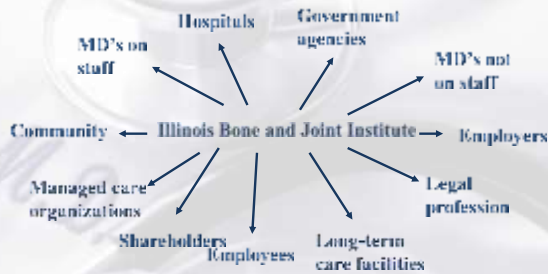 Hospitals
Government
agencies
MD's on
staff
MD's not
on staff
Community
Illinois Bone and Joint Institute
Employers
Managed care
organizations
Legal
profession
Shareholders
Employees
Long-term
care facilities